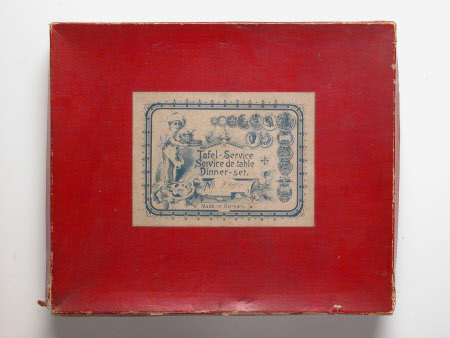 Tafel-Service
Service de table
Dinner-set.
Made in Germany